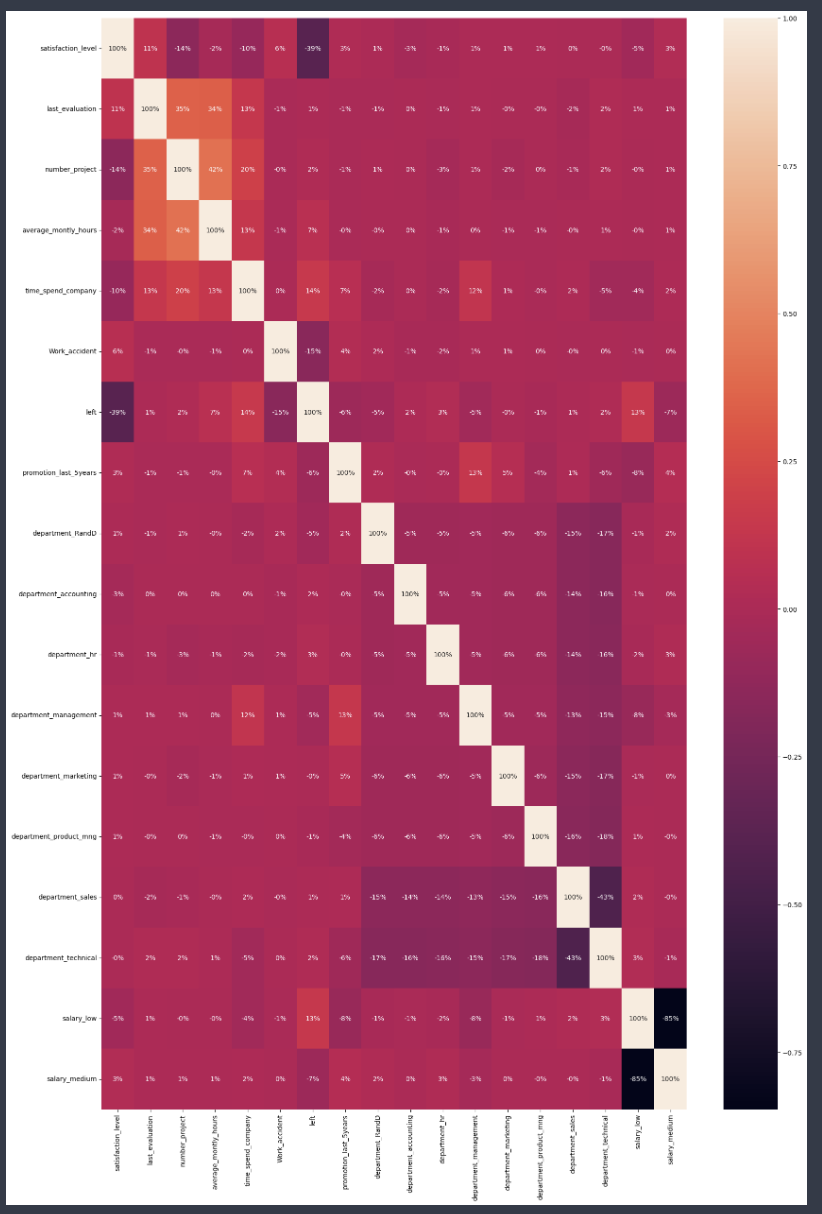 satisfaction_level 100% 11% -14% -2% -10% 6% -39% 3% 1% -3% -1% 1% 1% 1% 0% -0% -5% 3%
last_evaluation 11% 100% 35% 34% 13% -1% 1% -1% -1% 0% -1% 1% -0% -0% -2% 2% 1% 1%
number_project -14% 35% 100% 42% 20% -0% 2% -1% 1% 0% -3% 1% -2% 0% -1% 2% -0% 1%
average_montly_hours -2% 34% 42% 100% 13% -1% 7% -0% -0% 0% -1% 0% -1% -1% -0% 1% -0% 1%
time_spend_company -10% 13% 20% 13% 100% 0% 14% 7% -2% 0% -2% 12% 1% -0% 2% -5% -4% 2%
Work_accident 6% -1% -0% -1% 0% 100% -15% 4% 2% -1% -2% 1% 1% 0% -0% 0% -1% 0%
left -39% 1% 2% 7% 14% -15% 100% -6% -5% 2% 3% -5% -0% -1% 1% 2% 13% -7%
promotion_last_5years 3% -1% -1% -0% 7% 4% -6% 100% 2% -0% -0% 13% 5% -4% 1% -6% -8% 4%
department_RandD 1% -1% 1% -0% -2% 2% -5% 2% 100% -5% -5% -5% -6% -6% -15% -17% -1% 2%
department_accounting -3% 0% 0% 0% 0% -1% 2% -0% -5% 100% -5% -5% -6% -6% -14% -16% -1% 0%
department_hr -1% -1% -3% -1% -2% -2% 3% -0% -5% -5% 100% -5% -6% -6% -14% -16% -2% 3%
department_management 1% 1% 1% 0% 12% 1% -5% 13% -5% -5% -5% 100% -5% -5% -13% -15% -8% -3%
department_marketing 1% -0% -2% -1% 1% 1% -0% 5% -6% -6% -6% -5% 100% -6% -15% -17% -1% 0%
department_product_mng 1% -0% 0% -1% -0% 0% -1% -4% -6% -6% -6% -5% -6% 100% -16% -18% 1% -0%
department_sales 0% -2% -1% -0% 2% -0% 1% 1% -15% -14% -14% -13% -15% -16% 100% -43% 2% -0%
department_technical -0% 2% 2% 1% -5% 0% 2% -6% -17% -16% -16% -15% -17% -18% -43% 100% 3% -1%
salary_low -5% 1% -0% -0% -4% -1% 13% -8% -1% -1% -2% -8% -1% 1% 2% 3% 100% -85%
salary_medium 3% 1% 1% 1% 2% 0% -7% 4% 2% 0% 3% -3% 0% -0% -0% -1% -85% 100%
satisfaction_level
last_evaluation
number_project
average_montly_hours
time_spend_company
Work_accident
left
promotion_last_5years
department_RandD
department_accounting
department_hr
department_management
department_marketing
department_product_mng
department_sales
department_technical
salary_low
salary_medium
1.00
0.75
0.50
0.25
0.00
−0.25
−0.50
−0.75